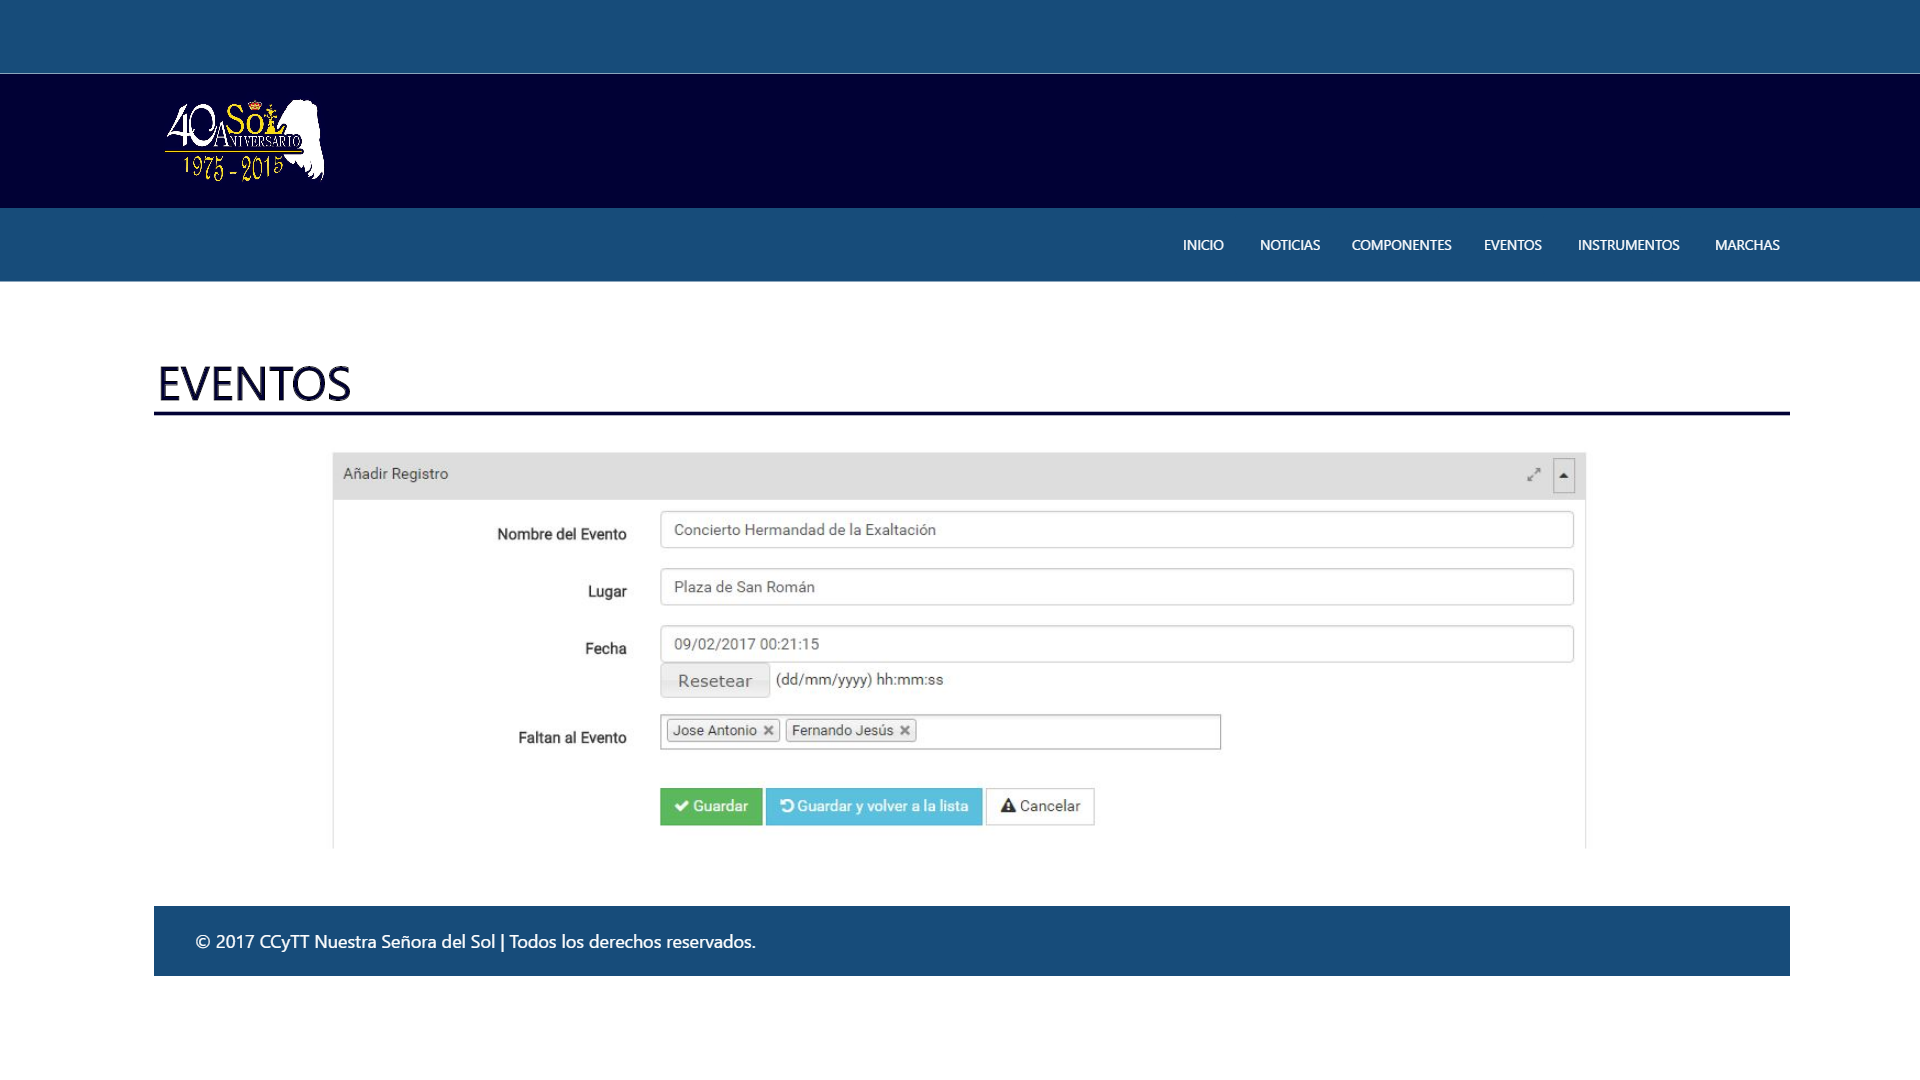 40 SOL
ANIVERSARIO
1975 - 2015
INICIO NOTICIAS COMPONENTES EVENTOS INSTRUMENTOS MARCHAS
EVENTOS
Añadir Registro
Nombre del Evento Concierto Hermandad de la Exaltación
Lugar Plaza de San Román
Fecha 09/02/2017 00:21:15
Resetear (dd/mm/yyyy) hh:mm:ss
Faltan al Evento Jose Antonio Fernando Jesús
Guardar Guardar y volver a la lista Cancelar
© 2017 CCyTT Nuestra Señora del Sol | Todos los derechos reservados.